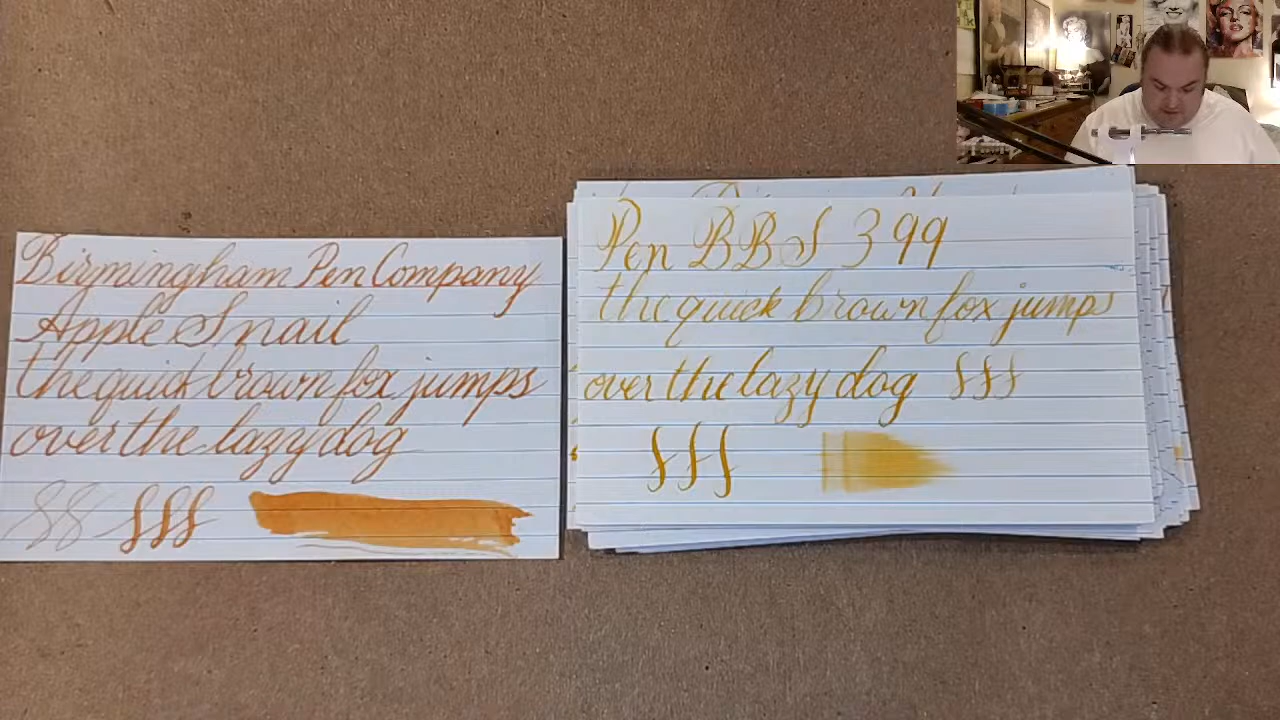 Birmingham Pen Company
Apple Snail
the quick brown fox jumps
over the lazy dog
Pen BBS 399
the quick brown fox jumps
over the lazy dog